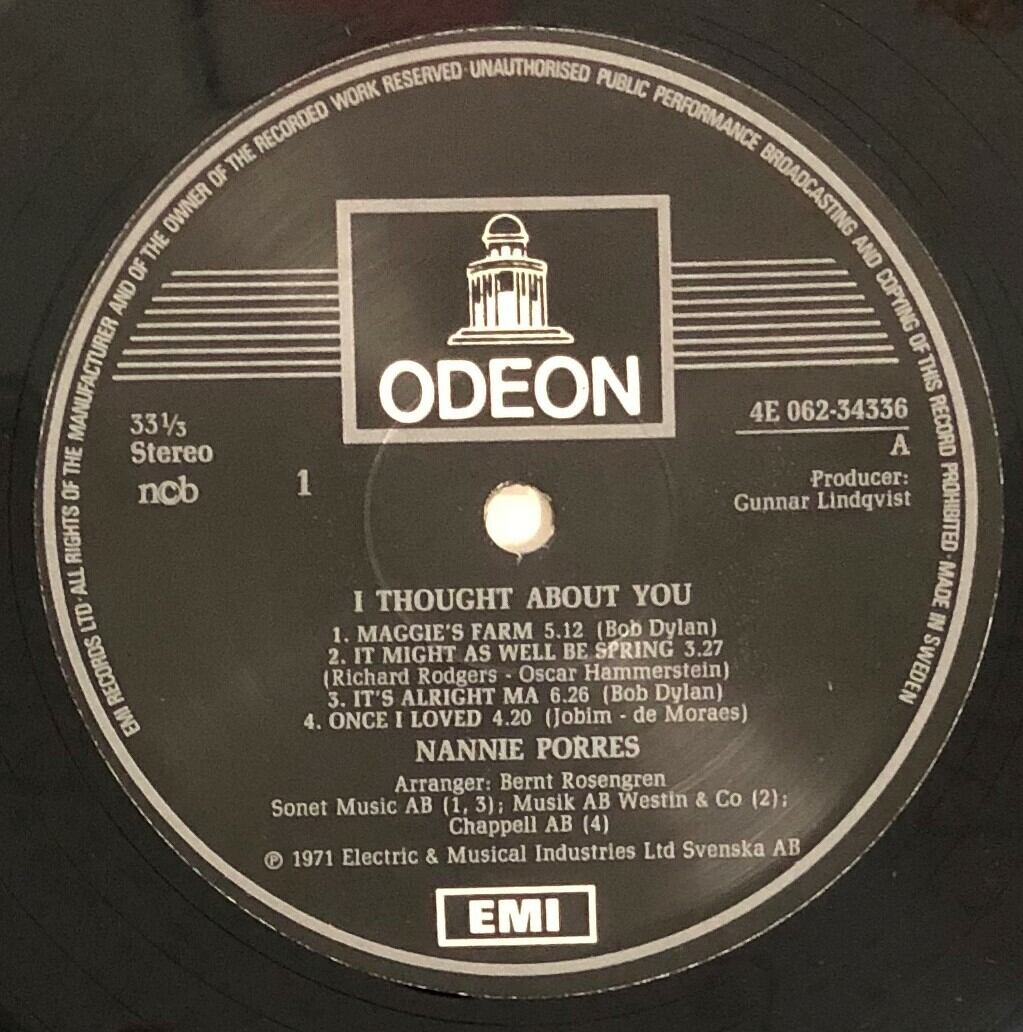 EMI RECORDS LTD · ALL RIGHTS OF THE MANUFACTURER AND OF THE OWNER OF THE RECORDED WORK RESERVED · UNAUTHORISED PUBLIC PERFORMANCE BROADCASTING AND COPYING OF THIS RECORD PROHIBITED · MADE IN SWEDEN
ODEON
33⅓
Stereo
ncb
1
4E 062-34336
A
Producer:
Gunnar Lindqvist
I THOUGHT ABOUT YOU
1. MAGGIE'S FARM 5.12 (Bob Dylan)
2. IT MIGHT AS WELL BE SPRING 3.27
(Richard Rodgers - Oscar Hammerstein)
3. IT'S ALRIGHT MA 6.26 (Bob Dylan)
4. ONCE I LOVED 4.20 (Jobim - de Moraes)
NANNIE PORRES
Arranger: Bernt Rosengren
Sonet Music AB (1, 3); Musik AB Westin & Co (2);
Chappell AB (4)
℗ 1971 Electric & Musical Industries Ltd Svenska AB
EMI